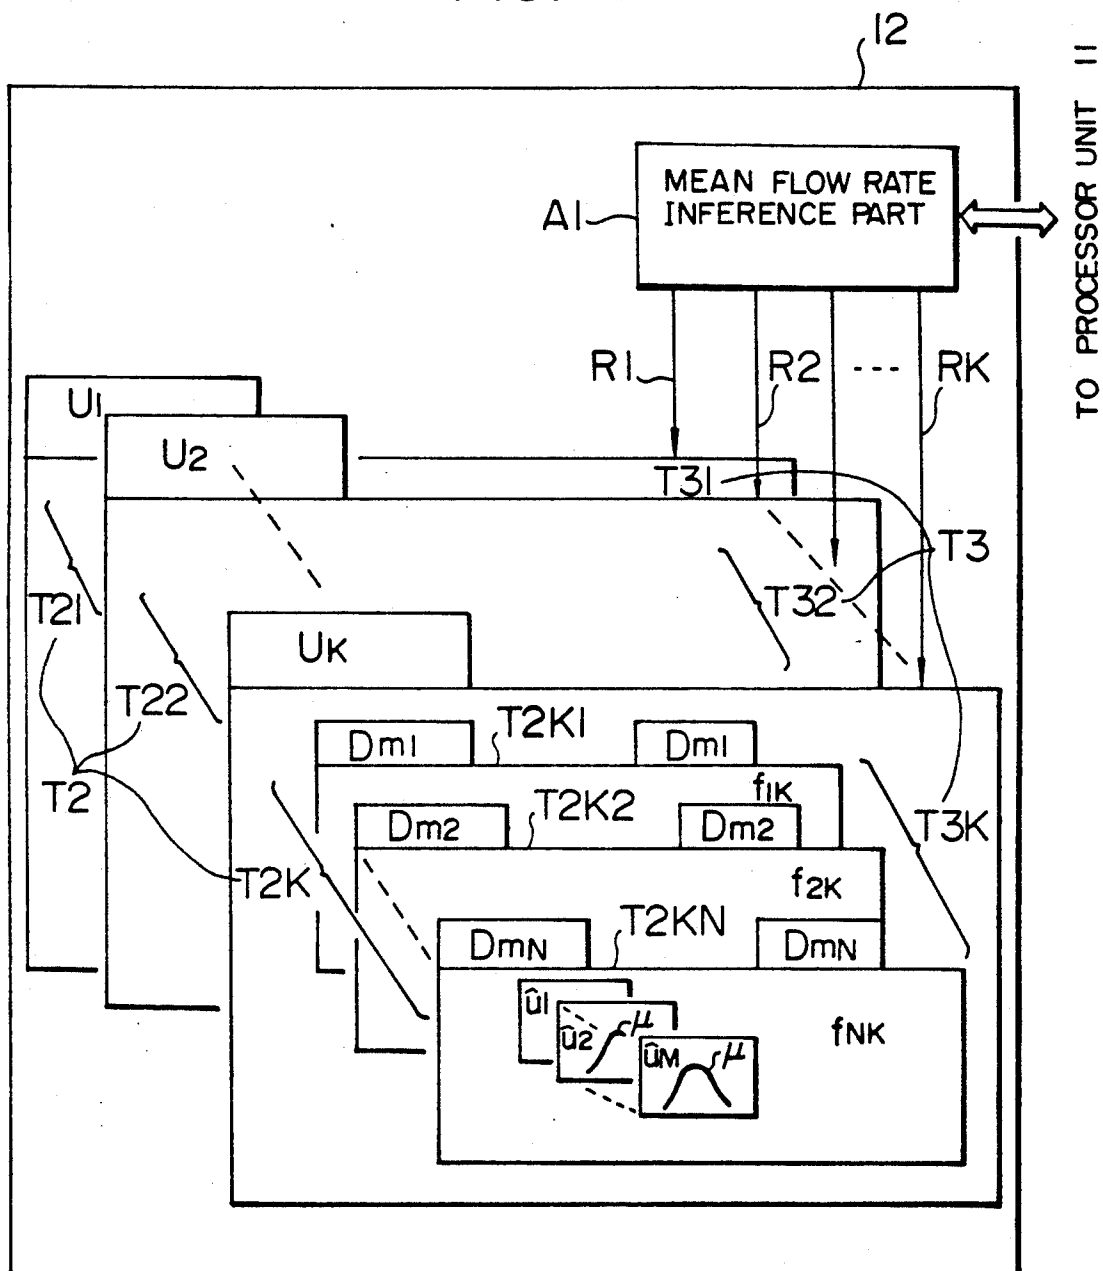 12
TO PROCESSOR UNIT 11
MEAN FLOW RATE
INFERENCE PART
A1
R1
R2
---
RK
U1
U2
T31
T3
T32
T21
UK
T22
T2
T2K1
Dm1
Dm1
f1K
T2K2
Dm2
Dm2
T3K
T2K
f2K
T2KN
DmN
DmN
û1
μ
û2
ûM
μ
fNK